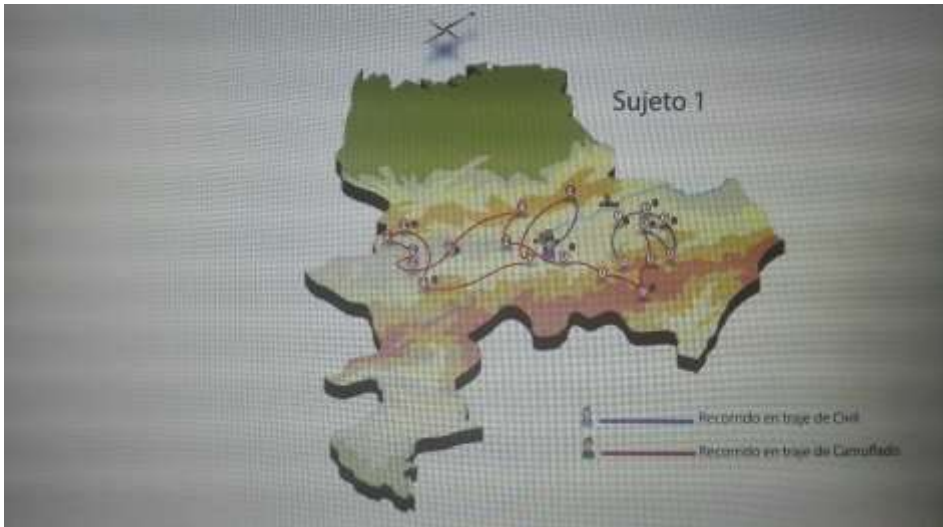 Sujeto 1
Recorrido en traje de Civil
Recorrido en traje de Camuflado